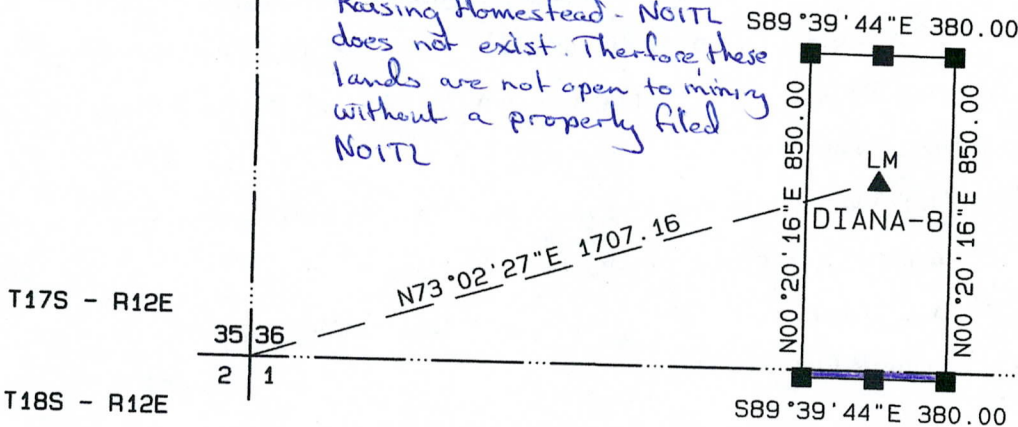 Raising Homestead - NOITL
does not exist. Therfore, these
lands are not open to mining
without a properly filed
NOITL
S89°39'44"E 380.00
N00°20'16"E 850.00
N00°20'16"E 850.00
LM
DIANA-8
N73°02'27"E 1707.16
T17S - R12E
35 36
2 1
T18S - R12E
S89°39'44"E 380.00